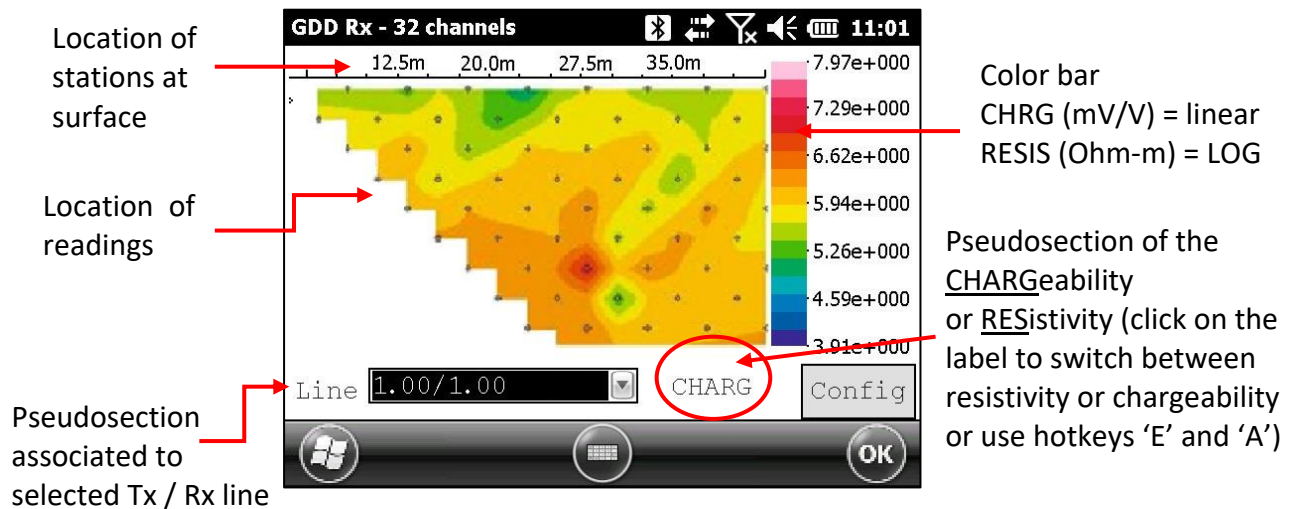 Location of
stations at
surface
Location of
readings
Pseudosection
associated to
selected Tx / Rx line
GDD Rx - 32 channels
11:01
12.5m 20.0m 27.5m 35.0m
7.97e+000
7.29e+000
6.62e+000
5.94e+000
5.26e+000
4.59e+000
3.91e+000
Line 1.00/1.00 CHARG Config
OK
Color bar
CHRG (mV/V) = linear
RESIS (Ohm-m) = LOG
Pseudosection of the
CHARGeability
or RESistivity (click on the
label to switch between
resistivity or chargeability
or use hotkeys ‘E’ and ‘A’)